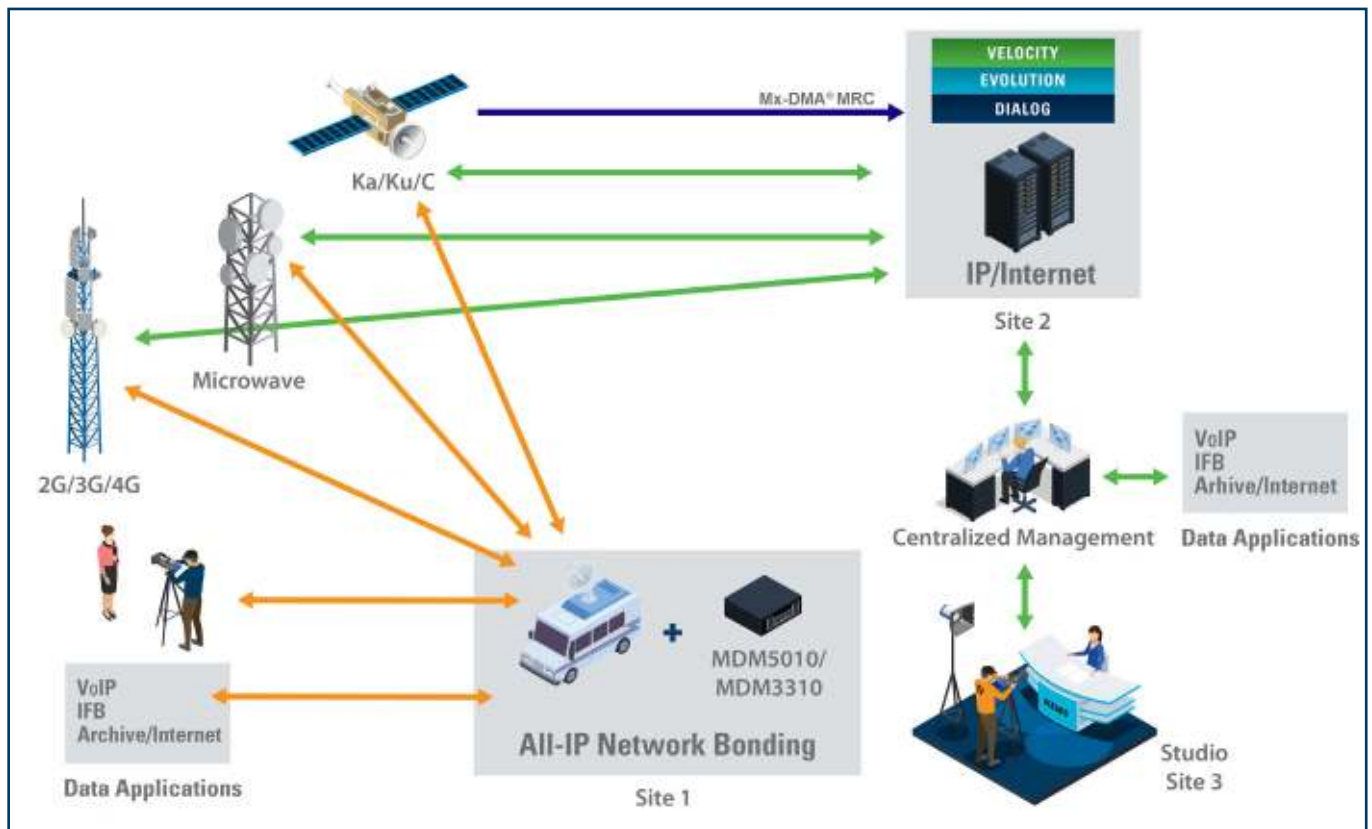 VELOCITY
EVOLUTION
DIALOG
Mx-DMA® MRC
Ka/Ku/C
IP/Internet
Site 2
Microwave
2G/3G/4G
VoIP
IFB
Arhive/Internet
Centralized Management
Data Applications
MDM5010/
MDM3310
VoIP
IFB
Archive/Internet
All-IP Network Bonding
Data Applications
Site 1
NEWS
Studio
Site 3